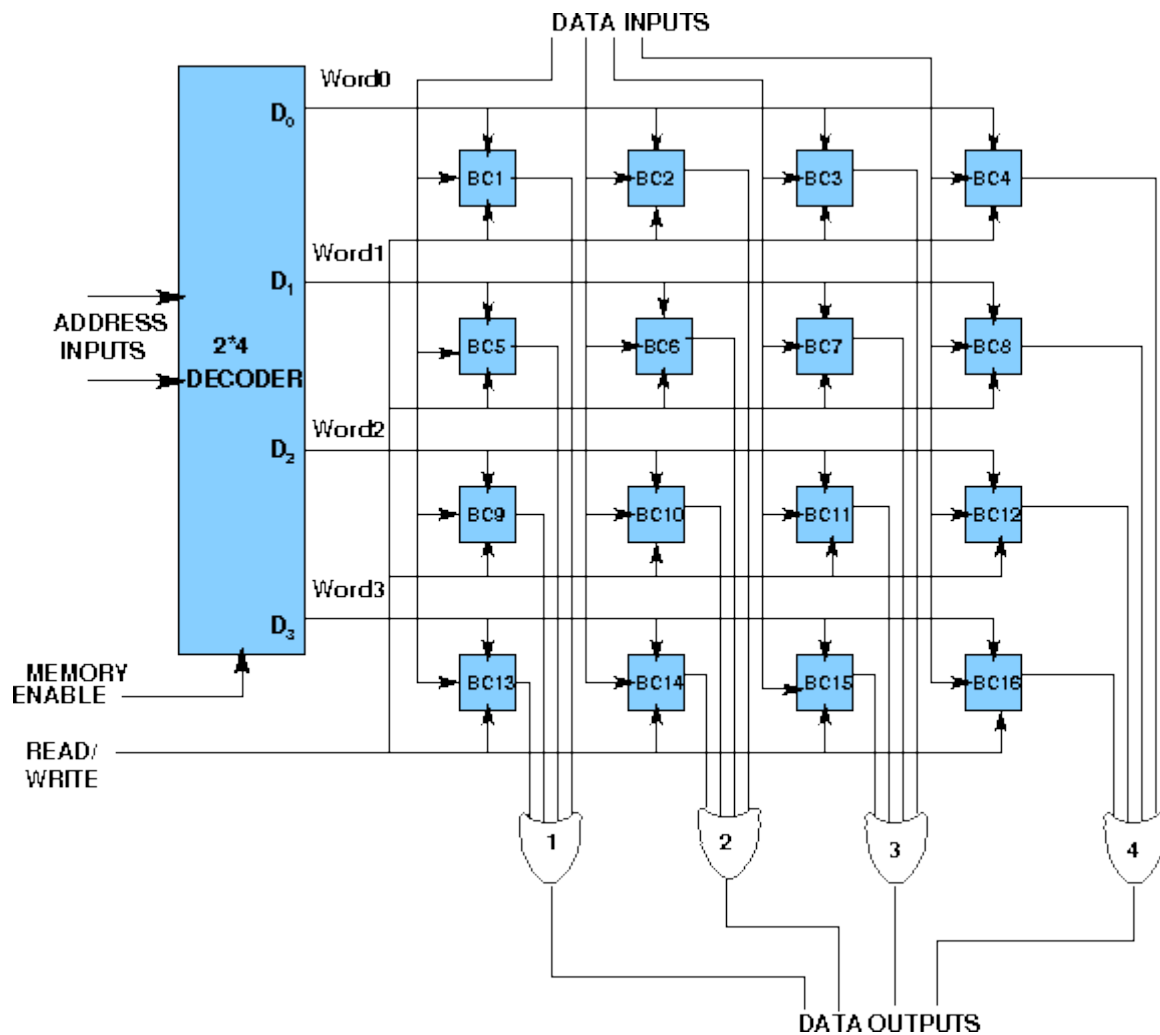 DATA INPUTS
Word0
D0
BC1 BC2 BC3 BC4
Word1
D1
ADDRESS
INPUTS
2*4
DECODER
BC5 BC6 BC7 BC8
Word2
D2
BC9 BC10 BC11 BC12
Word3
D3
MEMORY
ENABLE
BC13 BC14 BC15 BC16
READ/
WRITE
1 2 3 4
DATA OUTPUTS